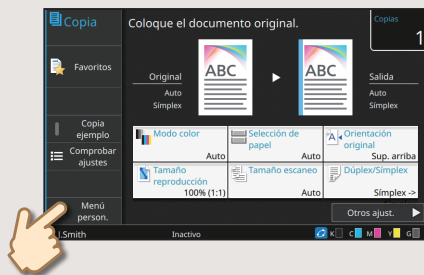 Copia
Coloque el documento original.
Copias
1
Favoritos
ABC
ABC
Original
Salida
Auto
Auto
Símplex
Símplex
Copia
ejemplo
Comprobar
ajustes
Modo color
Auto
Selección de
papel
Auto
Orientación
original
Sup. arriba
Tamaño
reproducción
100% (1:1)
Tamaño escaneo
Auto
Dúplex/Símplex
Símplex ->
Menú
person.
Otros ajust.
Smith
Inactivo
K
C
M
Y
G